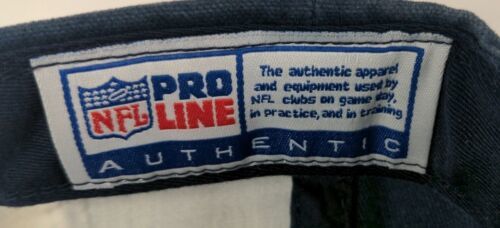 NFL
PRO
LINE
The authentic apparel
and equipment used by
NFL clubs on game day,
in practice, and in training
AUTHENTIC